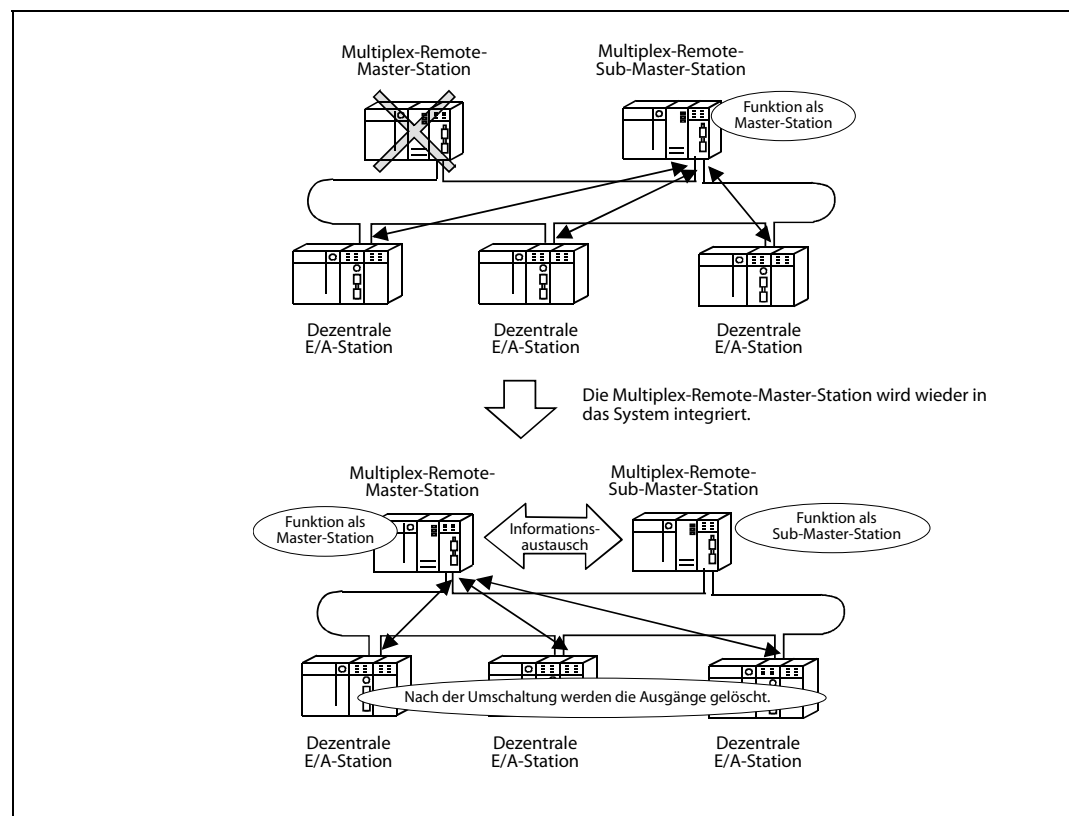 Multiplex-Remote-
Master-Station
Multiplex-Remote-
Sub-Master-Station
Funktion als
Master-Station
Dezentrale
E/A-Station
Dezentrale
E/A-Station
Dezentrale
E/A-Station
Die Multiplex-Remote-Master-Station wird wieder in
das System integriert.
Multiplex-Remote-
Master-Station
Multiplex-Remote-
Sub-Master-Station
Funktion als
Master-Station
Informations-
austausch
Funktion als
Sub-Master-Station
Nach der Umschaltung werden die Ausgänge gelöscht.
Dezentrale
E/A-Station
Dezentrale
E/A-Station
Dezentrale
E/A-Station